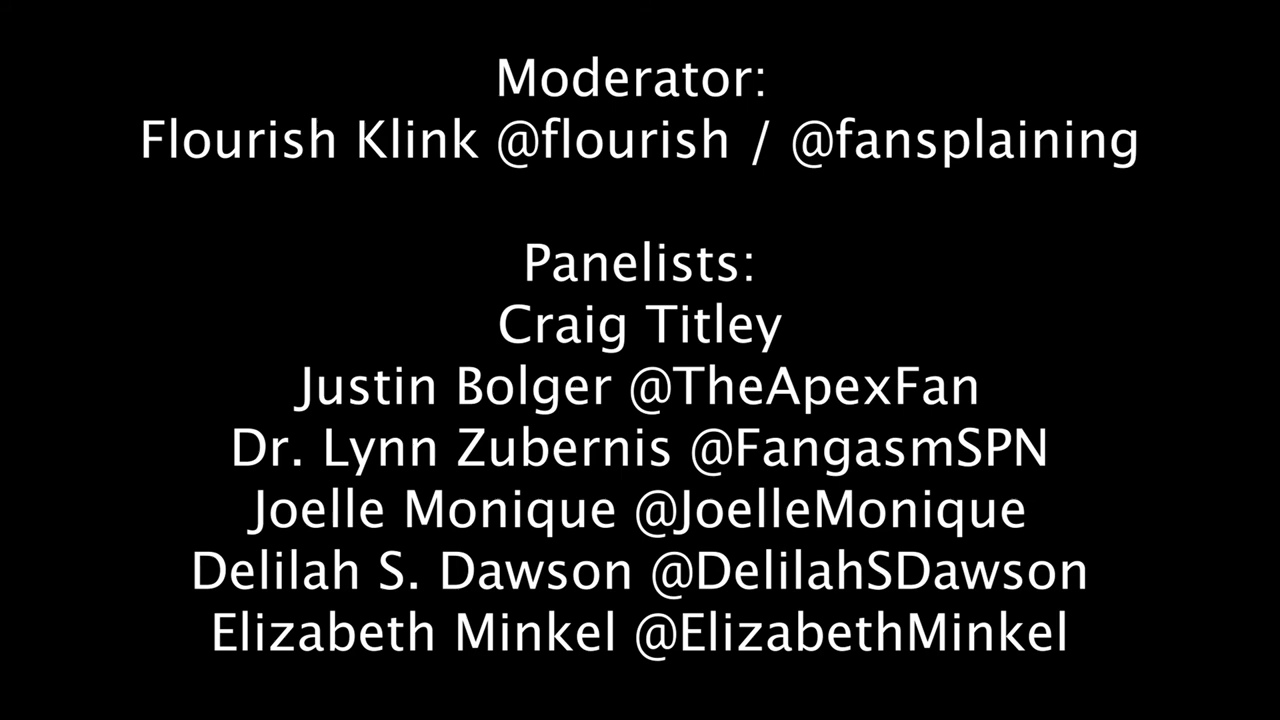 Moderator:
Flourish Klink @flourish / @fansplaining
Panelists:
Craig Titley
Justin Bolger @TheApexFan
Dr. Lynn Zubernis @FangasmSPN
Joelle Monique @JoelleMonique
Delilah S. Dawson @DelilahSDawson
Elizabeth Minkel @ElizabethMinkel